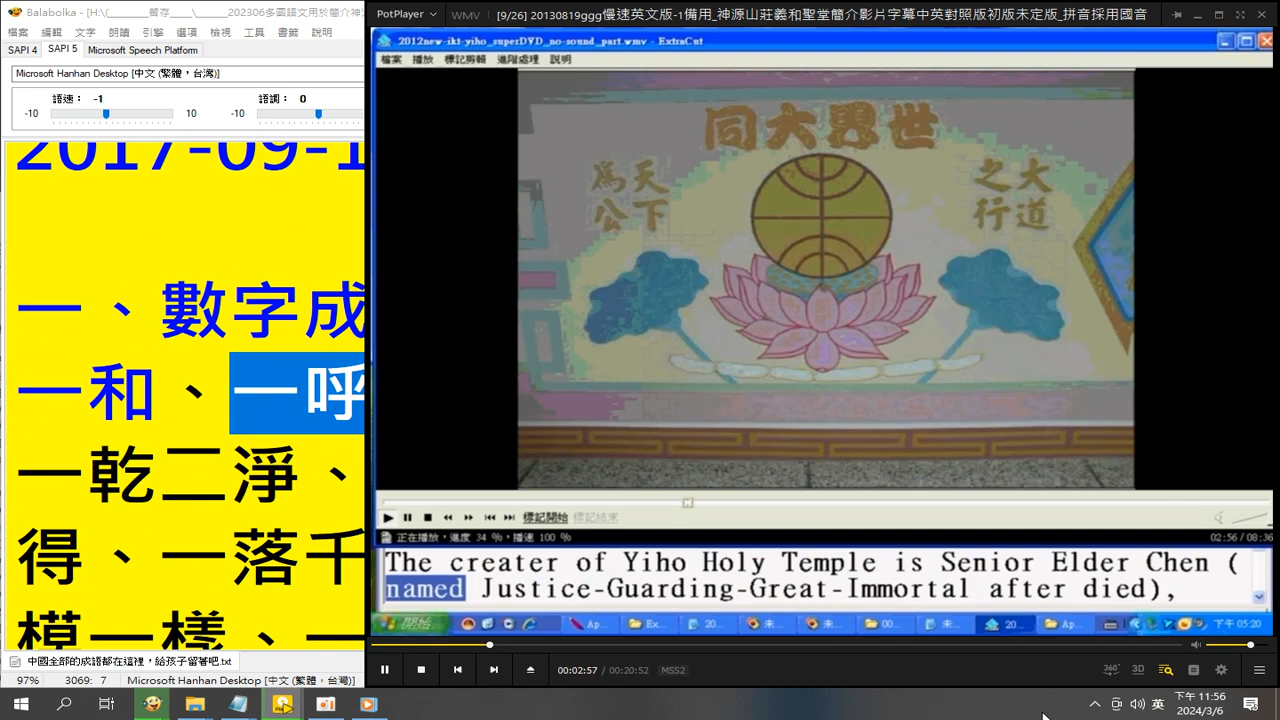 Balabolka - [H:\(______暫存____\______202306多國語文用於簡介神
檔案 編輯 文字 朗讀 引擎 選項 檢視 工具 書籤 說明
SAPI 4 SAPI 5 Microsoft Speech Platform
Microsoft Hanhan Desktop [中文 (繁體，台灣)]
語速： -1 語調： 0
-10 10 -10
2017-09-1
一、數字成
一和、一呼
一乾二淨、
得、一落千
模一樣、一
中國全部的成語都在這裡，給孩子留著吧.txt
97% 3069: 7 Microsoft Hanhan Desktop [中文 (繁體，台灣)]
PotPlayer WMV [9/26] 20130819ggg慢速英文版-1備用_神源山莊義和聖堂簡介影片字幕中英對照版初版未定版_拼音採用國音
2012new-ikt-yiho_superDVD_no-sound_part.wmv - ExtraCut
檔案 播放 標記剪輯 進階處理 說明
同大界世
為天 之大
公下 行道
標記開始 標記結束
正在播放，進度 34 %，播速 100 % 02:56 / 08:36
The creater of Yiho Holy Temple is Senior Elder Chen (
named Justice-Guarding-Great-Immortal after died),
Ap... Ex... 20... 未... 未... 00... 未... 20... Ap... 下午 05:20
00:02:57 / 00:20:52 MSS2 360° 3D
英 下午 11:56
2024/3/6